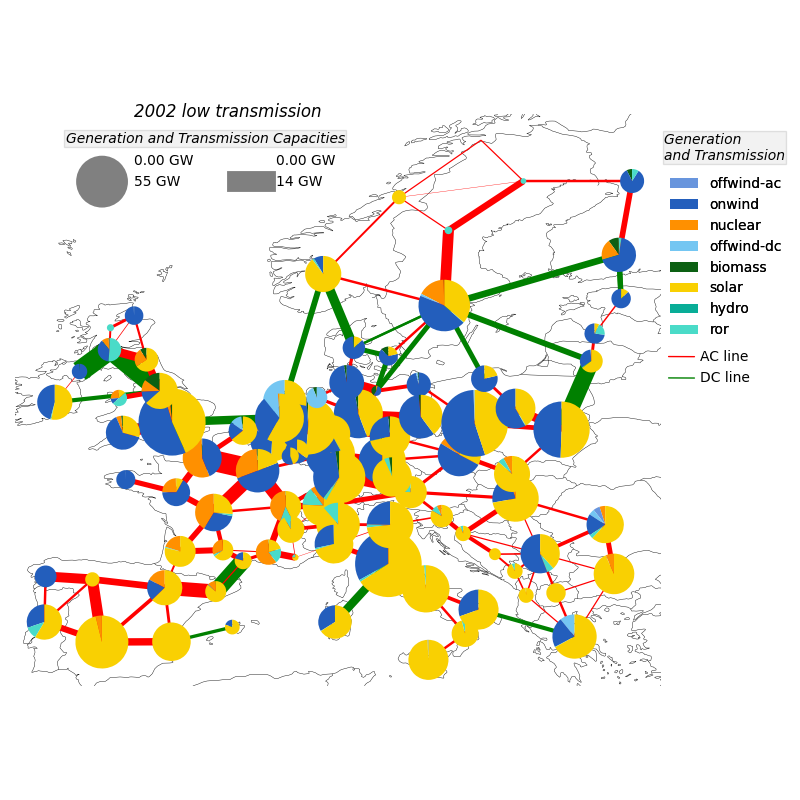 2002 low transmission
Generation and Transmission Capacities
0.00 GW
0.00 GW
55 GW
14 GW
Generation
and Transmission
offwind-ac
onwind
nuclear
offwind-dc
biomass
solar
hydro
ror
AC line
DC line